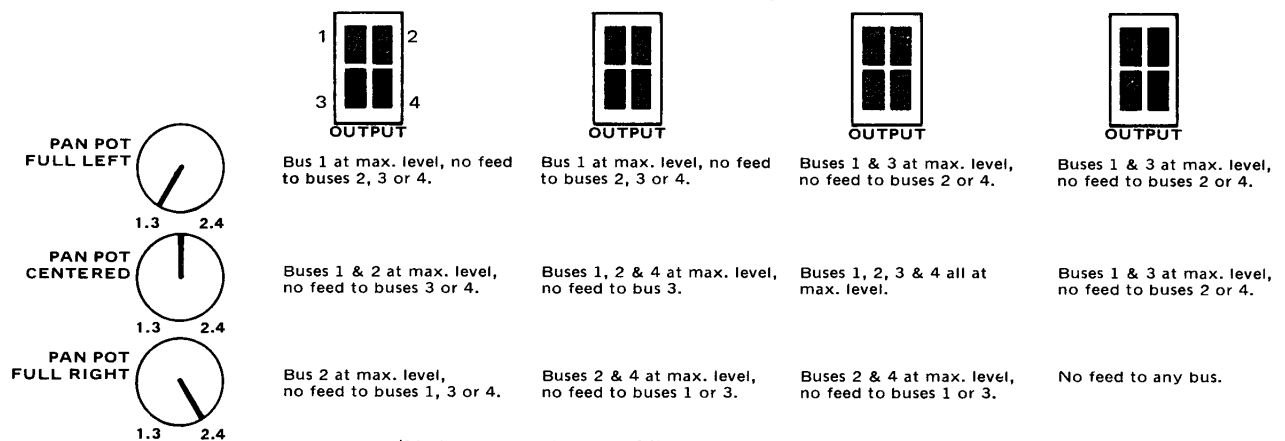 1 2
3 4
OUTPUT OUTPUT OUTPUT OUTPUT
PAN POT
FULL LEFT
1.3 2.4
Bus 1 at max. level, no feed
to buses 2, 3 or 4.
Bus 1 at max. level, no feed
to buses 2, 3 or 4.
Buses 1 & 3 at max. level,
no feed to buses 2 or 4.
Buses 1 & 3 at max. level,
no feed to buses 2 or 4.
PAN POT
CENTERED
1.3 2.4
Buses 1 & 2 at max. level,
no feed to buses 3 or 4.
Buses 1, 2 & 4 at max. level,
no feed to bus 3.
Buses 1, 2, 3 & 4 all at
max. level.
Buses 1 & 3 at max. level,
no feed to buses 2 or 4.
PAN POT
FULL RIGHT
1.3 2.4
Bus 2 at max. level,
no feed to buses 1, 3 or 4.
Buses 2 & 4 at max. level,
no feed to buses 1 or 3.
Buses 2 & 4 at max. level,
no feed to buses 1 or 3.
No feed to any bus.